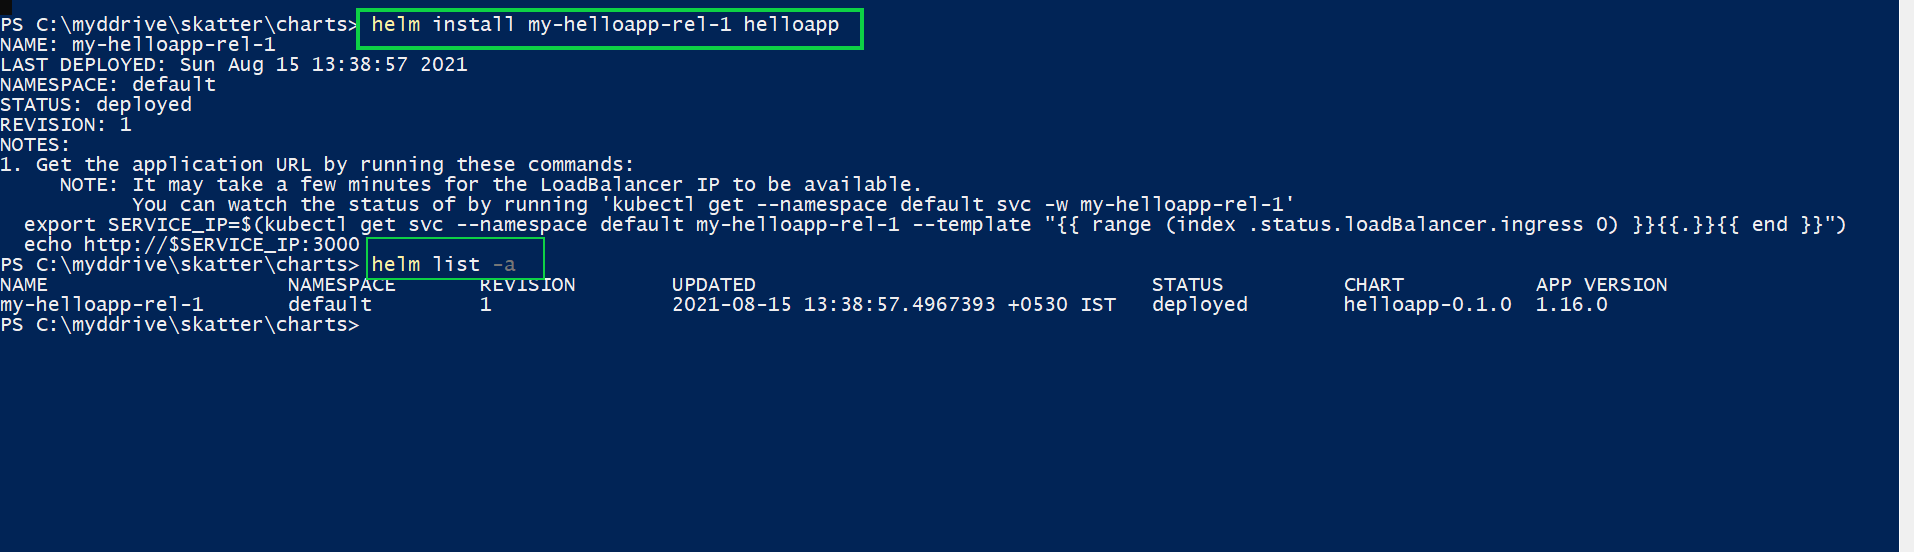 PS C:\myddrive\skatter\charts> helm install my-helloapp-rel-1 helloapp
NAME: my-helloapp-rel-1
LAST DEPLOYED: Sun Aug 15 13:38:57 2021
NAMESPACE: default
STATUS: deployed
REVISION: 1
NOTES:
1. Get the application URL by running these commands:
     NOTE: It may take a few minutes for the LoadBalancer IP to be available.
           You can watch the status of by running 'kubectl get --namespace default svc -w my-helloapp-rel-1'
  export SERVICE_IP=$(kubectl get svc --namespace default my-helloapp-rel-1 --template "{{ range (index .status.loadBalancer.ingress 0) }}{{.}}{{ end }}")
  echo http://$SERVICE_IP:3000
PS C:\myddrive\skatter\charts> helm list -a
NAME                    NAMESPACE       REVISION        UPDATED                                 STATUS          CHART           APP VERSION
my-helloapp-rel-1       default         1               2021-08-15 13:38:57.4967393 +0530 IST   deployed        helloapp-0.1.0  1.16.0
PS C:\myddrive\skatter\charts>